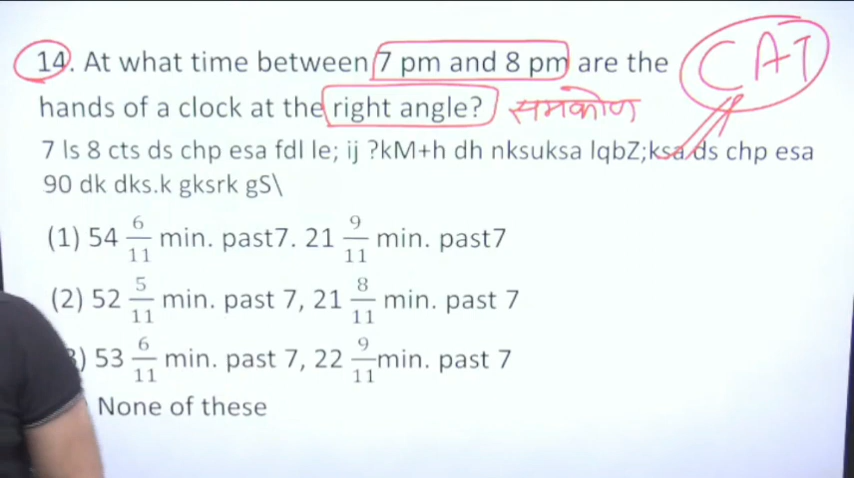 14. At what time between 7 pm and 8 pm are the
CAT
hands of a clock at the right angle? समकोण
7 ls 8 cts ds chp esa fdl le; ij ?kM+h dh nksuksa lqbZ;ksa ds chp esa
90 dk dks.k gksrk gS\
(1) 54 6/11 min. past7. 21 9/11 min. past7
(2) 52 5/11 min. past 7, 21 8/11 min. past 7
) 53 6/11 min. past 7, 22 9/11 min. past 7
None of these